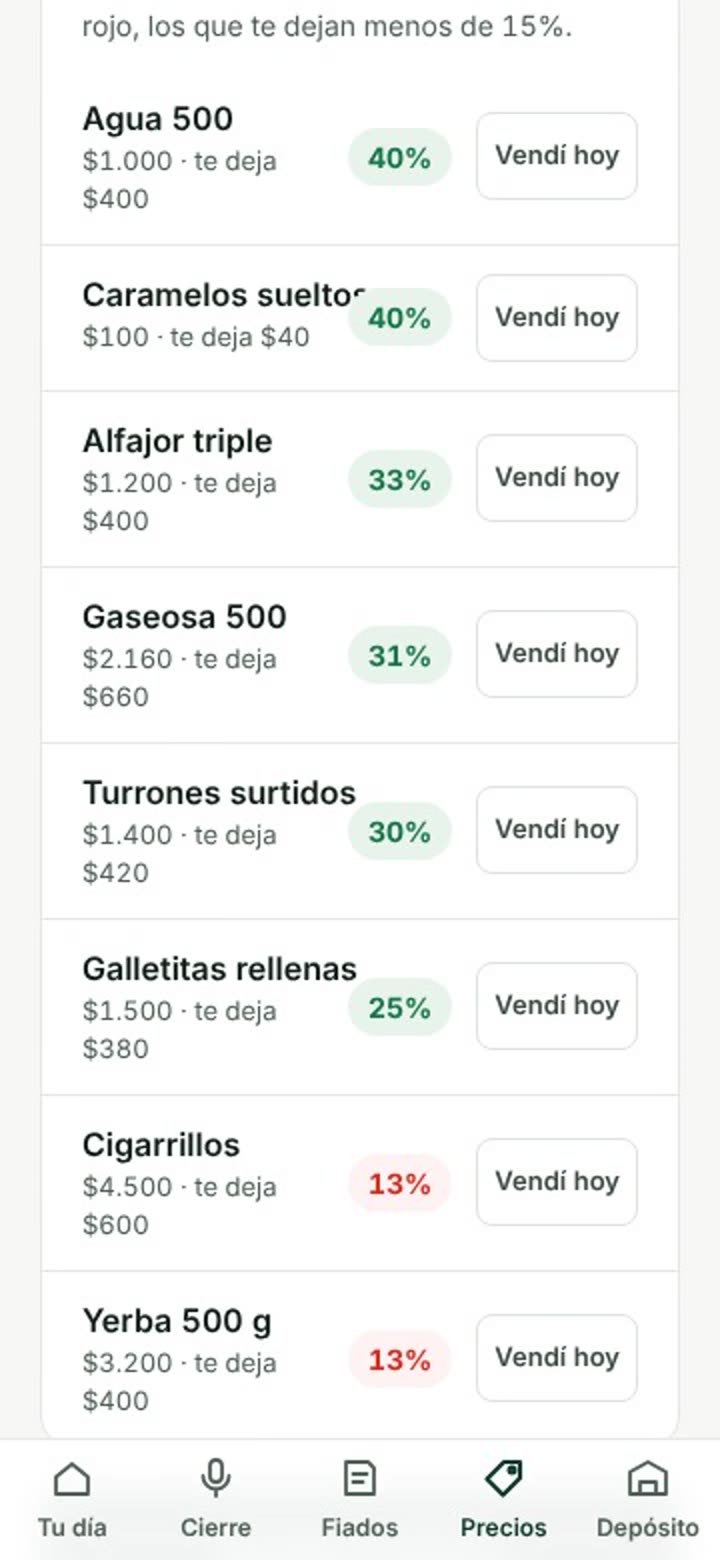 rojo, los que te dejan menos de 15%.
Agua 500
$1.000 · te deja
$400
40%
Vendí hoy
Caramelos sueltos
$100 · te deja $40
40%
Vendí hoy
Alfajor triple
$1.200 · te deja
$400
33%
Vendí hoy
Gaseosa 500
$2.160 · te deja
$660
31%
Vendí hoy
Turrones surtidos
$1.400 · te deja
$420
30%
Vendí hoy
Galletitas rellenas
$1.500 · te deja
$380
25%
Vendí hoy
Cigarrillos
$4.500 · te deja
$600
13%
Vendí hoy
Yerba 500 g
$3.200 · te deja
$400
13%
Vendí hoy
Tu día
Cierre
Fiados
Precios
Depósito